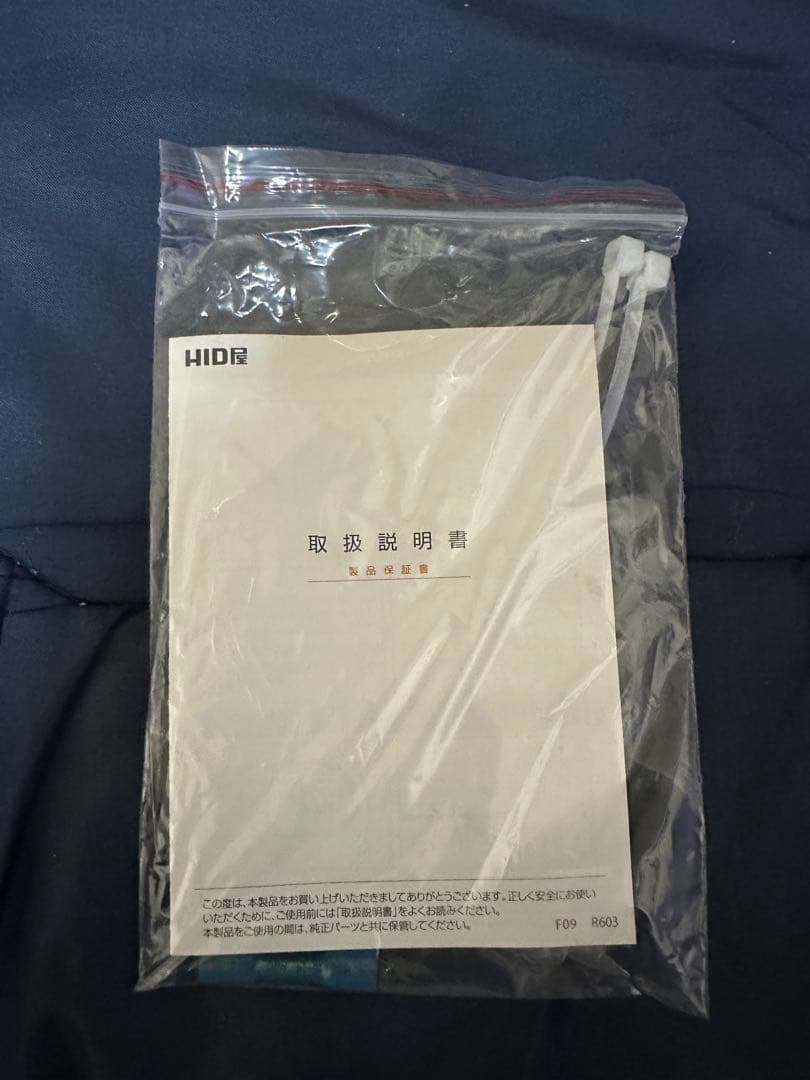 HID屋
取扱説明書
製品保証書
この度は、本製品をお買い上げいただきましてありがとうございます。正しく安全にお使い
いただくために、ご使用前には「取扱説明書」をよくお読みください。
本製品をご使用の間は、純正パーツと共に保管してください。
F09 R603